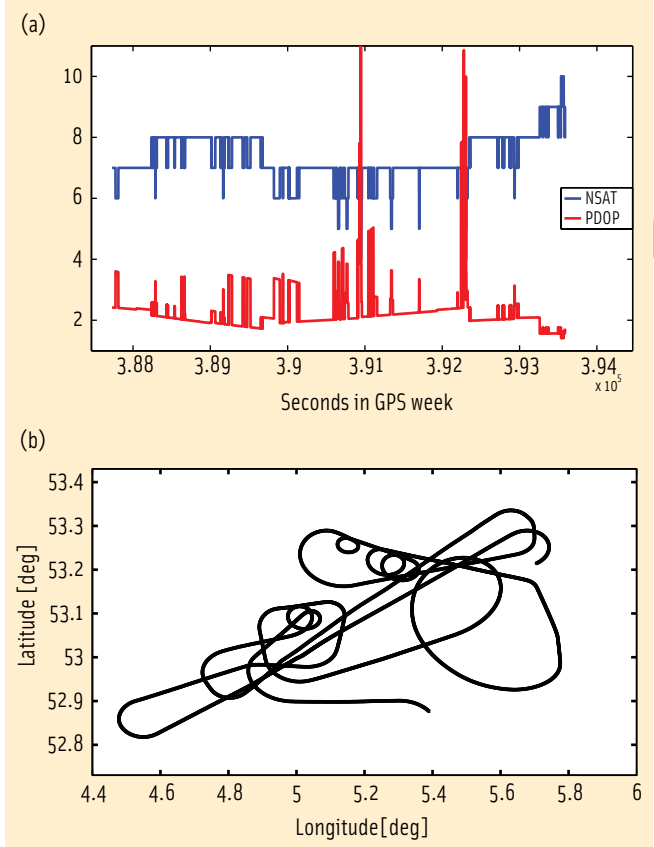 (a)
10
8
6
4
2
NSAT
PDOP
3.88 3.89 3.9 3.91 3.92 3.93 3.94
x 10⁵
Seconds in GPS week
(b)
Latitude [deg]
53.4
53.3
53.2
53.1
53
52.9
52.8
4.4 4.6 4.8 5 5.2 5.4 5.6 5.8 6
Longitude[deg]